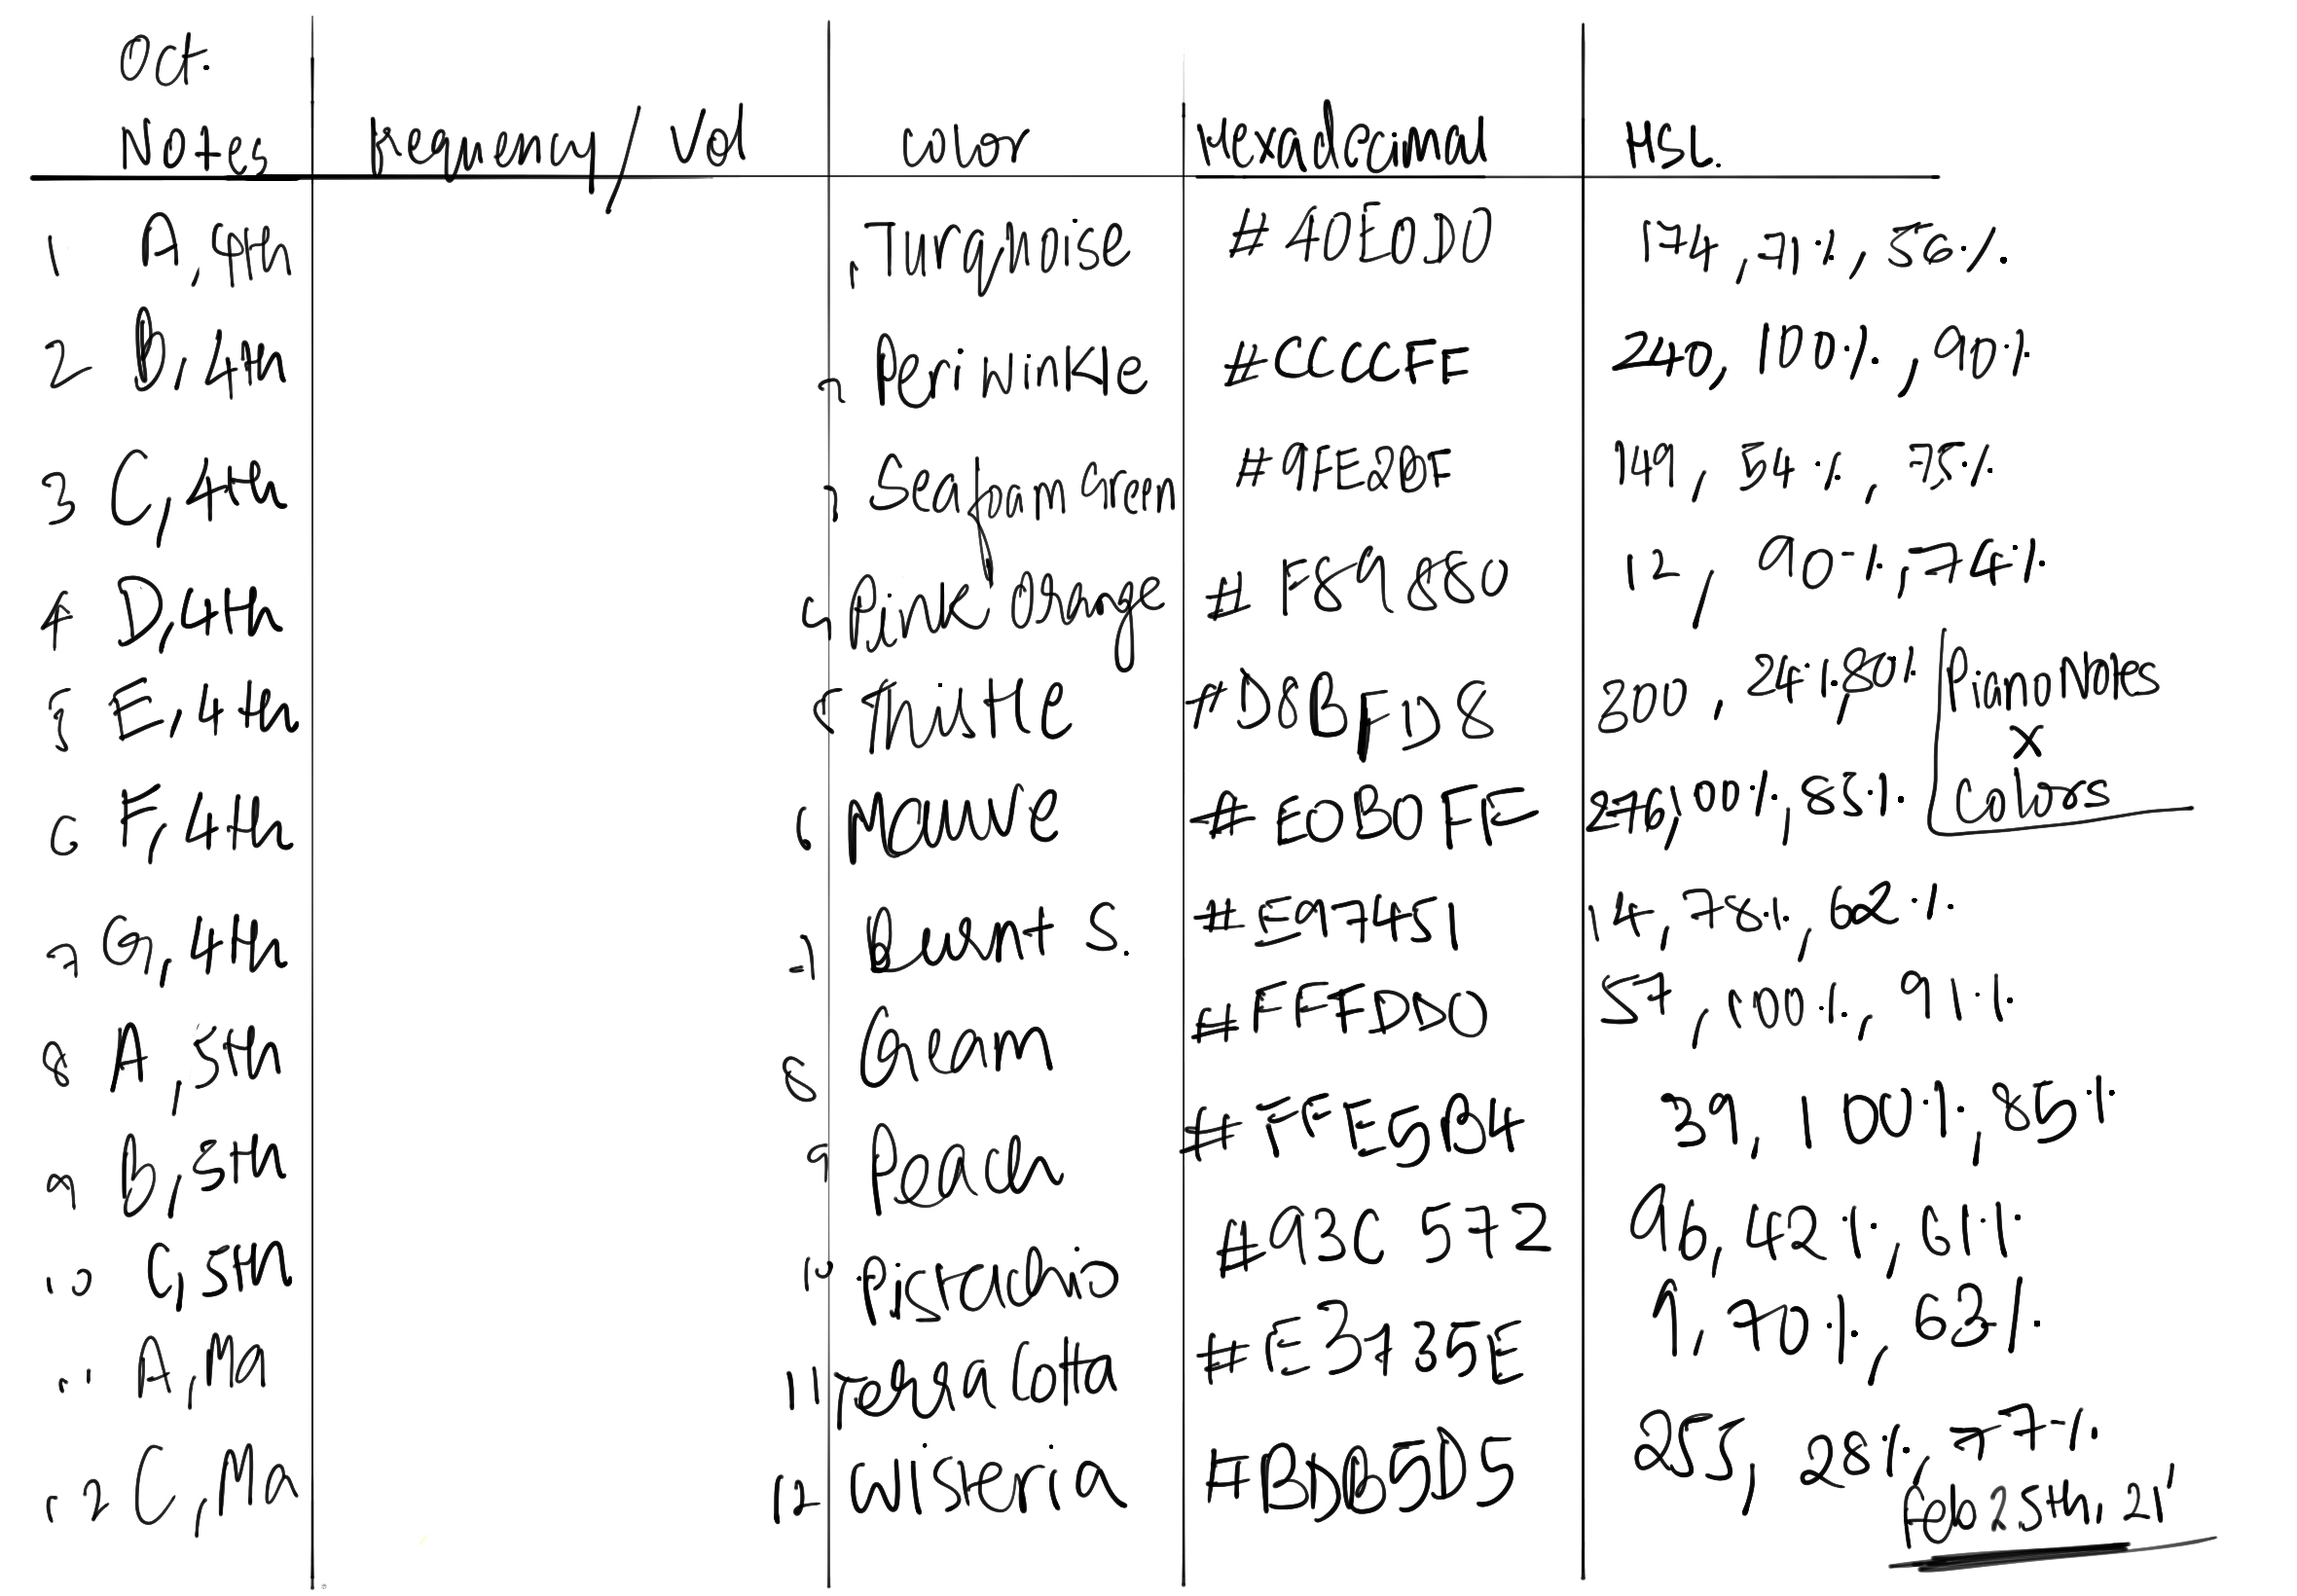 Oct.
Notes Frequency/Vol Color Hexadecimal HSL.
1 A, 4th 1. Turquoise #40E0D0 174, 71%, 56%.
2 B, 4th 2 Periwinkle #CCCCFF 240, 100%, 90%
3 C, 4th 3 Seafoam Green #9FE2BF 149, 54%, 75%
4 D, 4th 4 Pink Orange #F89880 12, 90%, 74%
5 E, 4th 5 Thistle #D8BFD8 300, 24%, 80%
Piano Notes
x
Colors
6 F, 4th 6 Mauve #E0B0FF 276, 100%, 85%
7 G, 4th 7 Burnt S. #E97451 14, 78%, 62%
8 A, 5th 8 Cream #FFFDD0 57, 100%, 91%
9 B, 5th 9 Peach #FFE5B4 39, 100%, 85%
10 C, 5th 10 Pistachio #93C572 96, 42%, 61%
11 A, Ma 11 Terra Cotta #E3735E 9, 70%, 63%
12 C, Ma 12 Wisteria #BDB5D5 255, 28%, 77%
Feb 25th, 21'